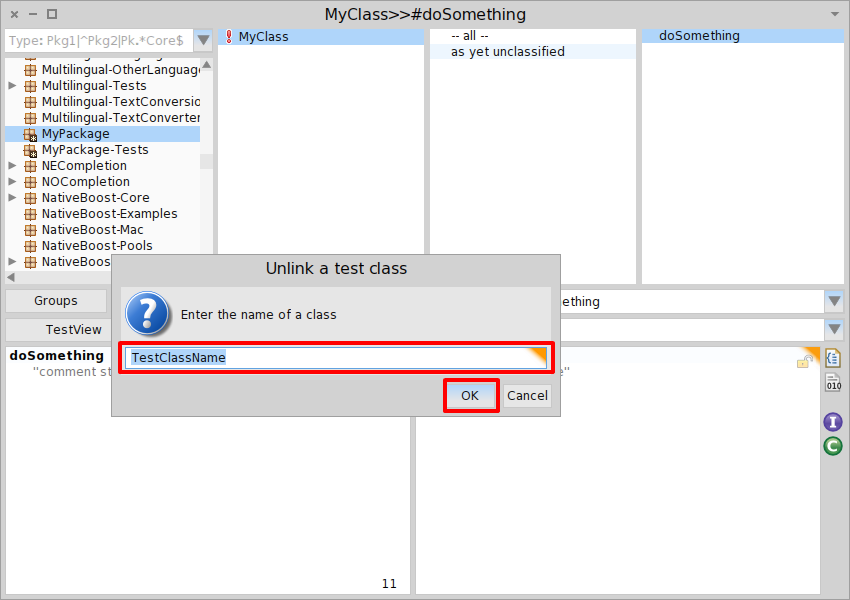 MyClass>>#doSomething
Type: Pkg1|^Pkg2|Pk.*Core$
Multilingual-OtherLanguage
Multilingual-Tests
Multilingual-TextConversio
Multilingual-TextConverter
MyPackage
MyPackage-Tests
NECompletion
NOCompletion
NativeBoost-Core
NativeBoost-Examples
NativeBoost-Mac
NativeBoost-Pools
NativeBoos
MyClass
-- all --
as yet unclassified
doSomething
Groups
ething
TestView
Unlink a test class
?
Enter the name of a class
TestClassName
OK
Cancel
doSomething
"comment st
e"
010
I
C
11